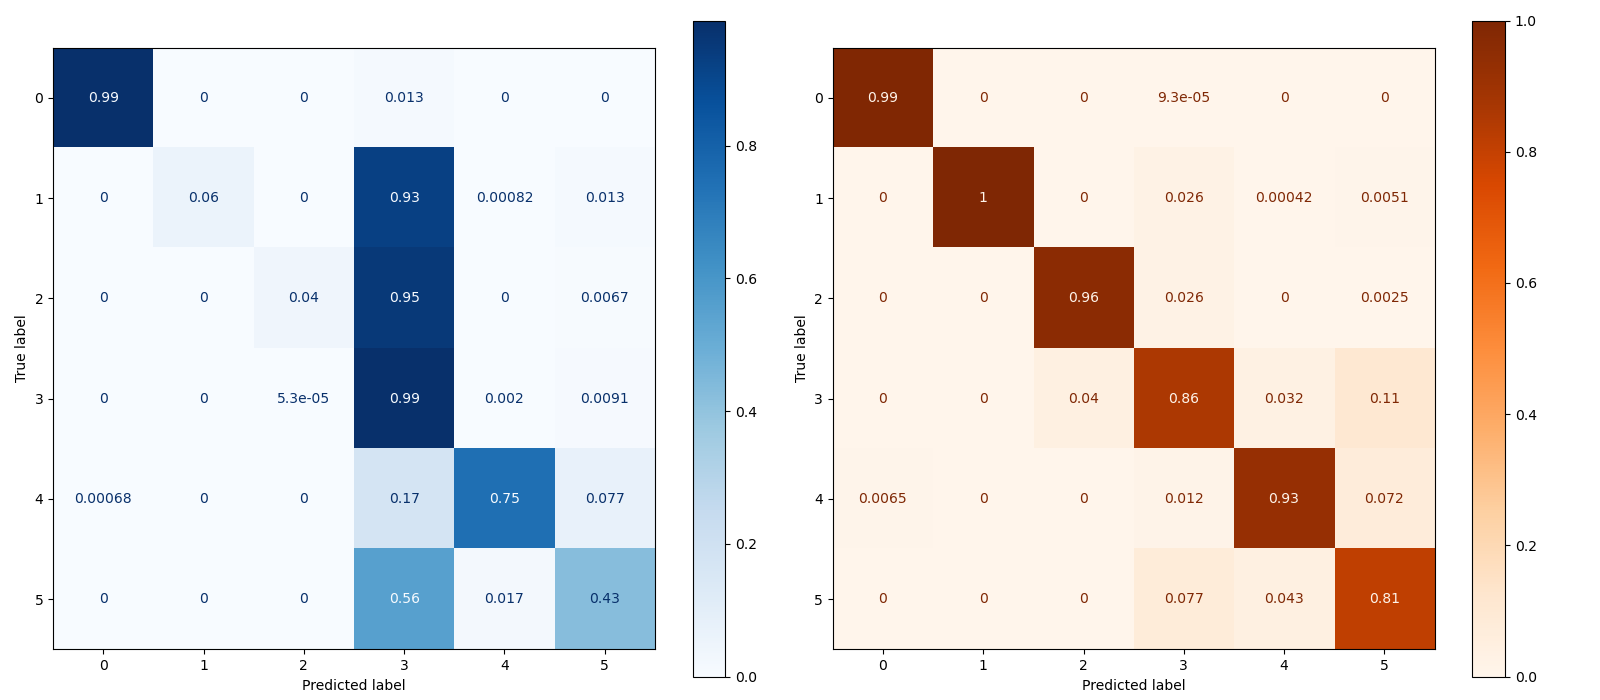 0.99 0 0 0.013 0 0
0 0.06 0 0.93 0.00082 0.013
0 0 0.04 0.95 0 0.0067
0 0 5.3e-05 0.99 0.002 0.0091
0.00068 0 0 0.17 0.75 0.077
0 0 0 0.56 0.017 0.43
0
1
2
3
4
5
True label
0 1 2 3 4 5
Predicted label
0.8
0.6
0.4
0.2
0.0
0.99 0 0 9.3e-05 0 0
0 1 0 0.026 0.00042 0.0051
0 0 0.96 0.026 0 0.0025
0 0 0.04 0.86 0.032 0.11
0.0065 0 0 0.012 0.93 0.072
0 0 0 0.077 0.043 0.81
0
1
2
3
4
5
True label
0 1 2 3 4 5
Predicted label
1.0
0.8
0.6
0.4
0.2
0.0